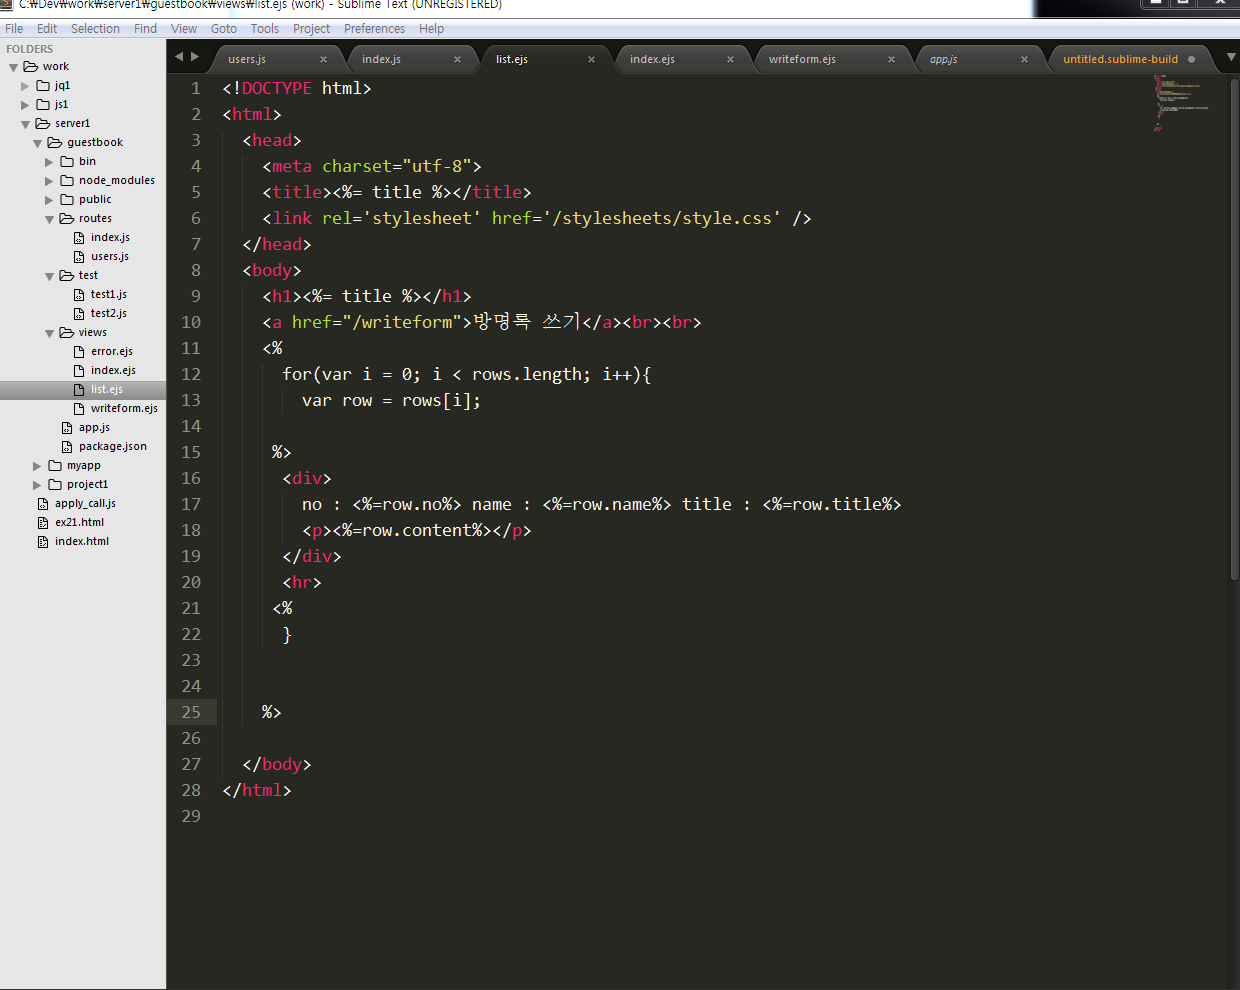 C:₩Dev₩work₩server1₩guestbook₩views₩list.ejs (work) - Sublime Text (UNREGISTERED)
File Edit Selection Find View Goto Tools Project Preferences Help
FOLDERS
work
jq1
js1
server1
guestbook
bin
node_modules
public
routes
index.js
users.js
test
test1.js
test2.js
views
error.ejs
index.ejs
list.ejs
writeform.ejs
app.js
package.json
myapp
project1
apply_call.js
ex21.html
index.html
users.js × index.js × list.ejs × index.ejs × writeform.ejs × app.js × untitled.sublime-build
1 <!DOCTYPE html>
2 <html>
3 <head>
4 <meta charset="utf-8">
5 <title><%= title %></title>
6 <link rel='stylesheet' href='/stylesheets/style.css' />
7 </head>
8 <body>
9 <h1><%= title %></h1>
10 <a href="/writeform">방명록 쓰기</a><br><br>
11 <%
12 for(var i = 0; i < rows.length; i++){
13 var row = rows[i];
14
15 %>
16 <div>
17 no : <%=row.no%> name : <%=row.name%> title : <%=row.title%>
18 <p><%=row.content%></p>
19 </div>
20 <hr>
21 <%
22 }
23
24
25 %>
26
27 </body>
28 </html>
29